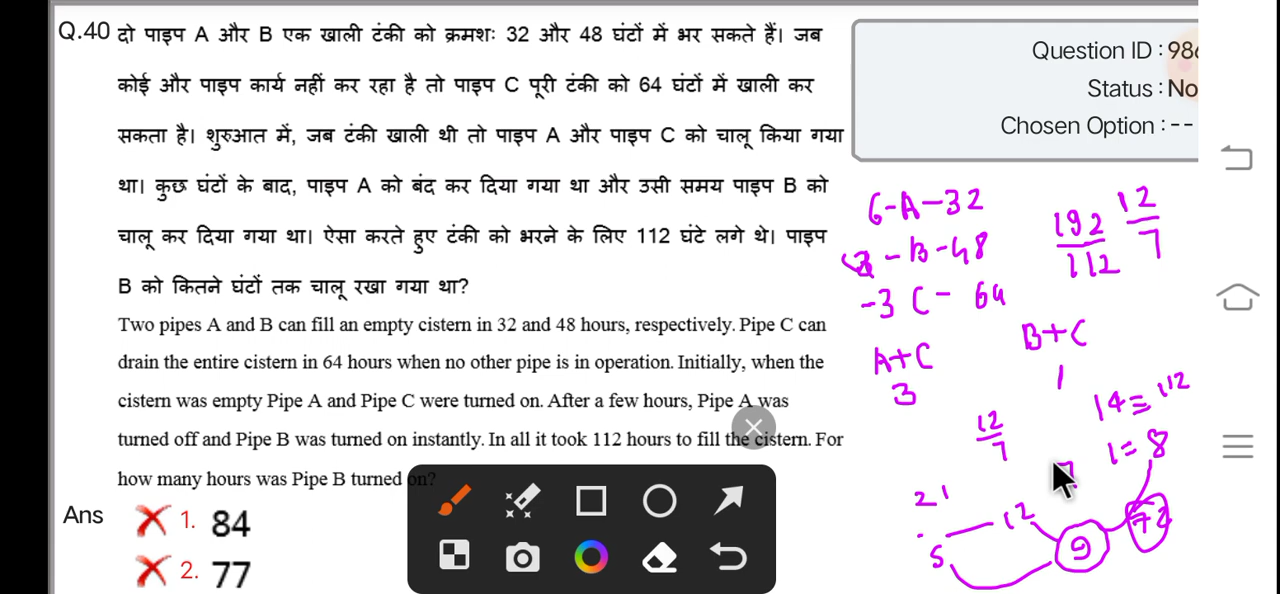 Q.40 दो पाइप A और B एक खाली टंकी को क्रमशः 32 और 48 घंटों में भर सकते हैं। जब
कोई और पाइप कार्य नहीं कर रहा है तो पाइप C पूरी टंकी को 64 घंटों में खाली कर
सकता है। शुरुआत में, जब टंकी खाली थी तो पाइप A और पाइप C को चालू किया गया
था। कुछ घंटों के बाद, पाइप A को बंद कर दिया गया था और उसी समय पाइप B को
चालू कर दिया गया था। ऐसा करते हुए टंकी को भरने के लिए 112 घंटे लगे थे। पाइप
B को कितने घंटों तक चालू रखा गया था?
Two pipes A and B can fill an empty cistern in 32 and 48 hours, respectively. Pipe C can
drain the entire cistern in 64 hours when no other pipe is in operation. Initially, when the
cistern was empty Pipe A and Pipe C were turned on. After a few hours, Pipe A was
turned off and Pipe B was turned on instantly. In all it took 112 hours to fill the cistern. For
how many hours was Pipe B turned on?
Ans
1. 84
2. 77
Question ID : 986
Status : No
Chosen Option : --
6-A-32
- B-48
-3 C- 64
192 12
112 7
A+C
3
B+C
1
14 = 112
1 = 8
12
7
21
12
5
9
72